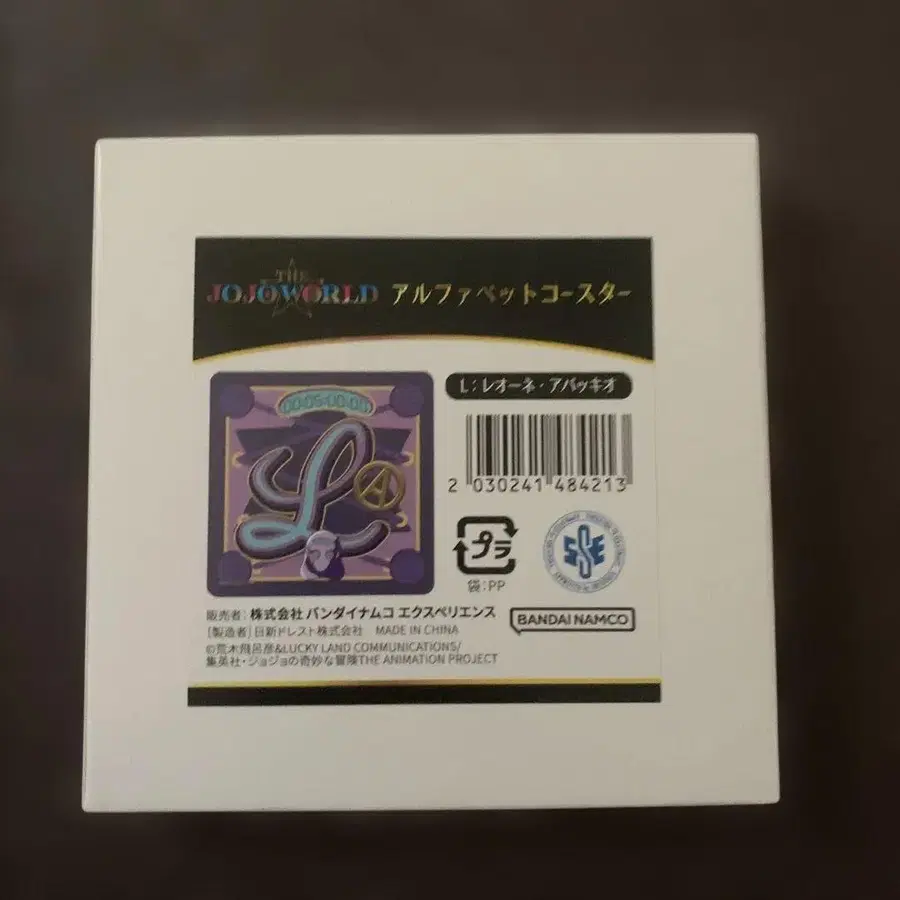 THE
JOJOWORLD アルファベットコースター
L:レオーネ・アバッキオ
00:05:00:00
L
A
2 030241 484213
プラ
袋:PP
SSE
販売者:株式会社 バンダイナムコ エクスペリエンス
[製造者]日新ドレスト株式会社 MADE IN CHINA
BANDAI NAMCO
©荒木飛呂彦&LUCKY LAND COMMUNICATIONS/
集英社・ジョジョの奇妙な冒険THE ANIMATION PROJECT